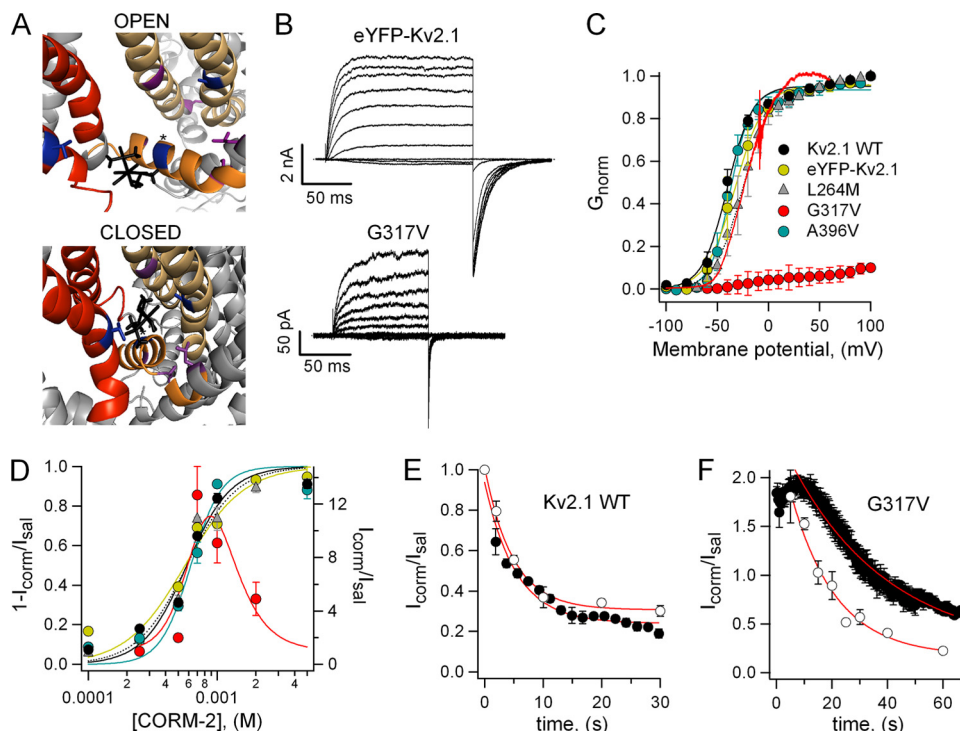 A
OPEN
*
CLOSED
B
eYFP-Kv2.1
2 nA
50 ms
G317V
50 pA
50 ms
C
1.0
0.8
0.6
0.4
0.2
0.0
Gnorm
Kv2.1 WT
eYFP-Kv2.1
L264M
G317V
A396V
-100 -50 0 50 100
Membrane potential, (mV)
D
1.0
0.8
0.6
0.4
0.2
0.0
1-Icorm/Isal
12
8
4
0
Icorm/Isal
0.0001 2 4 6 8 0.001 2 4
[CORM-2], (M)
E
1.0
0.8
0.6
0.4
0.2
0.0
Icorm/Isal
Kv2.1 WT
0 10 20 30
time, (s)
F
2.0
1.5
1.0
0.5
0.0
Icorm/Isal
G317V
0 20 40 60
time, (s)